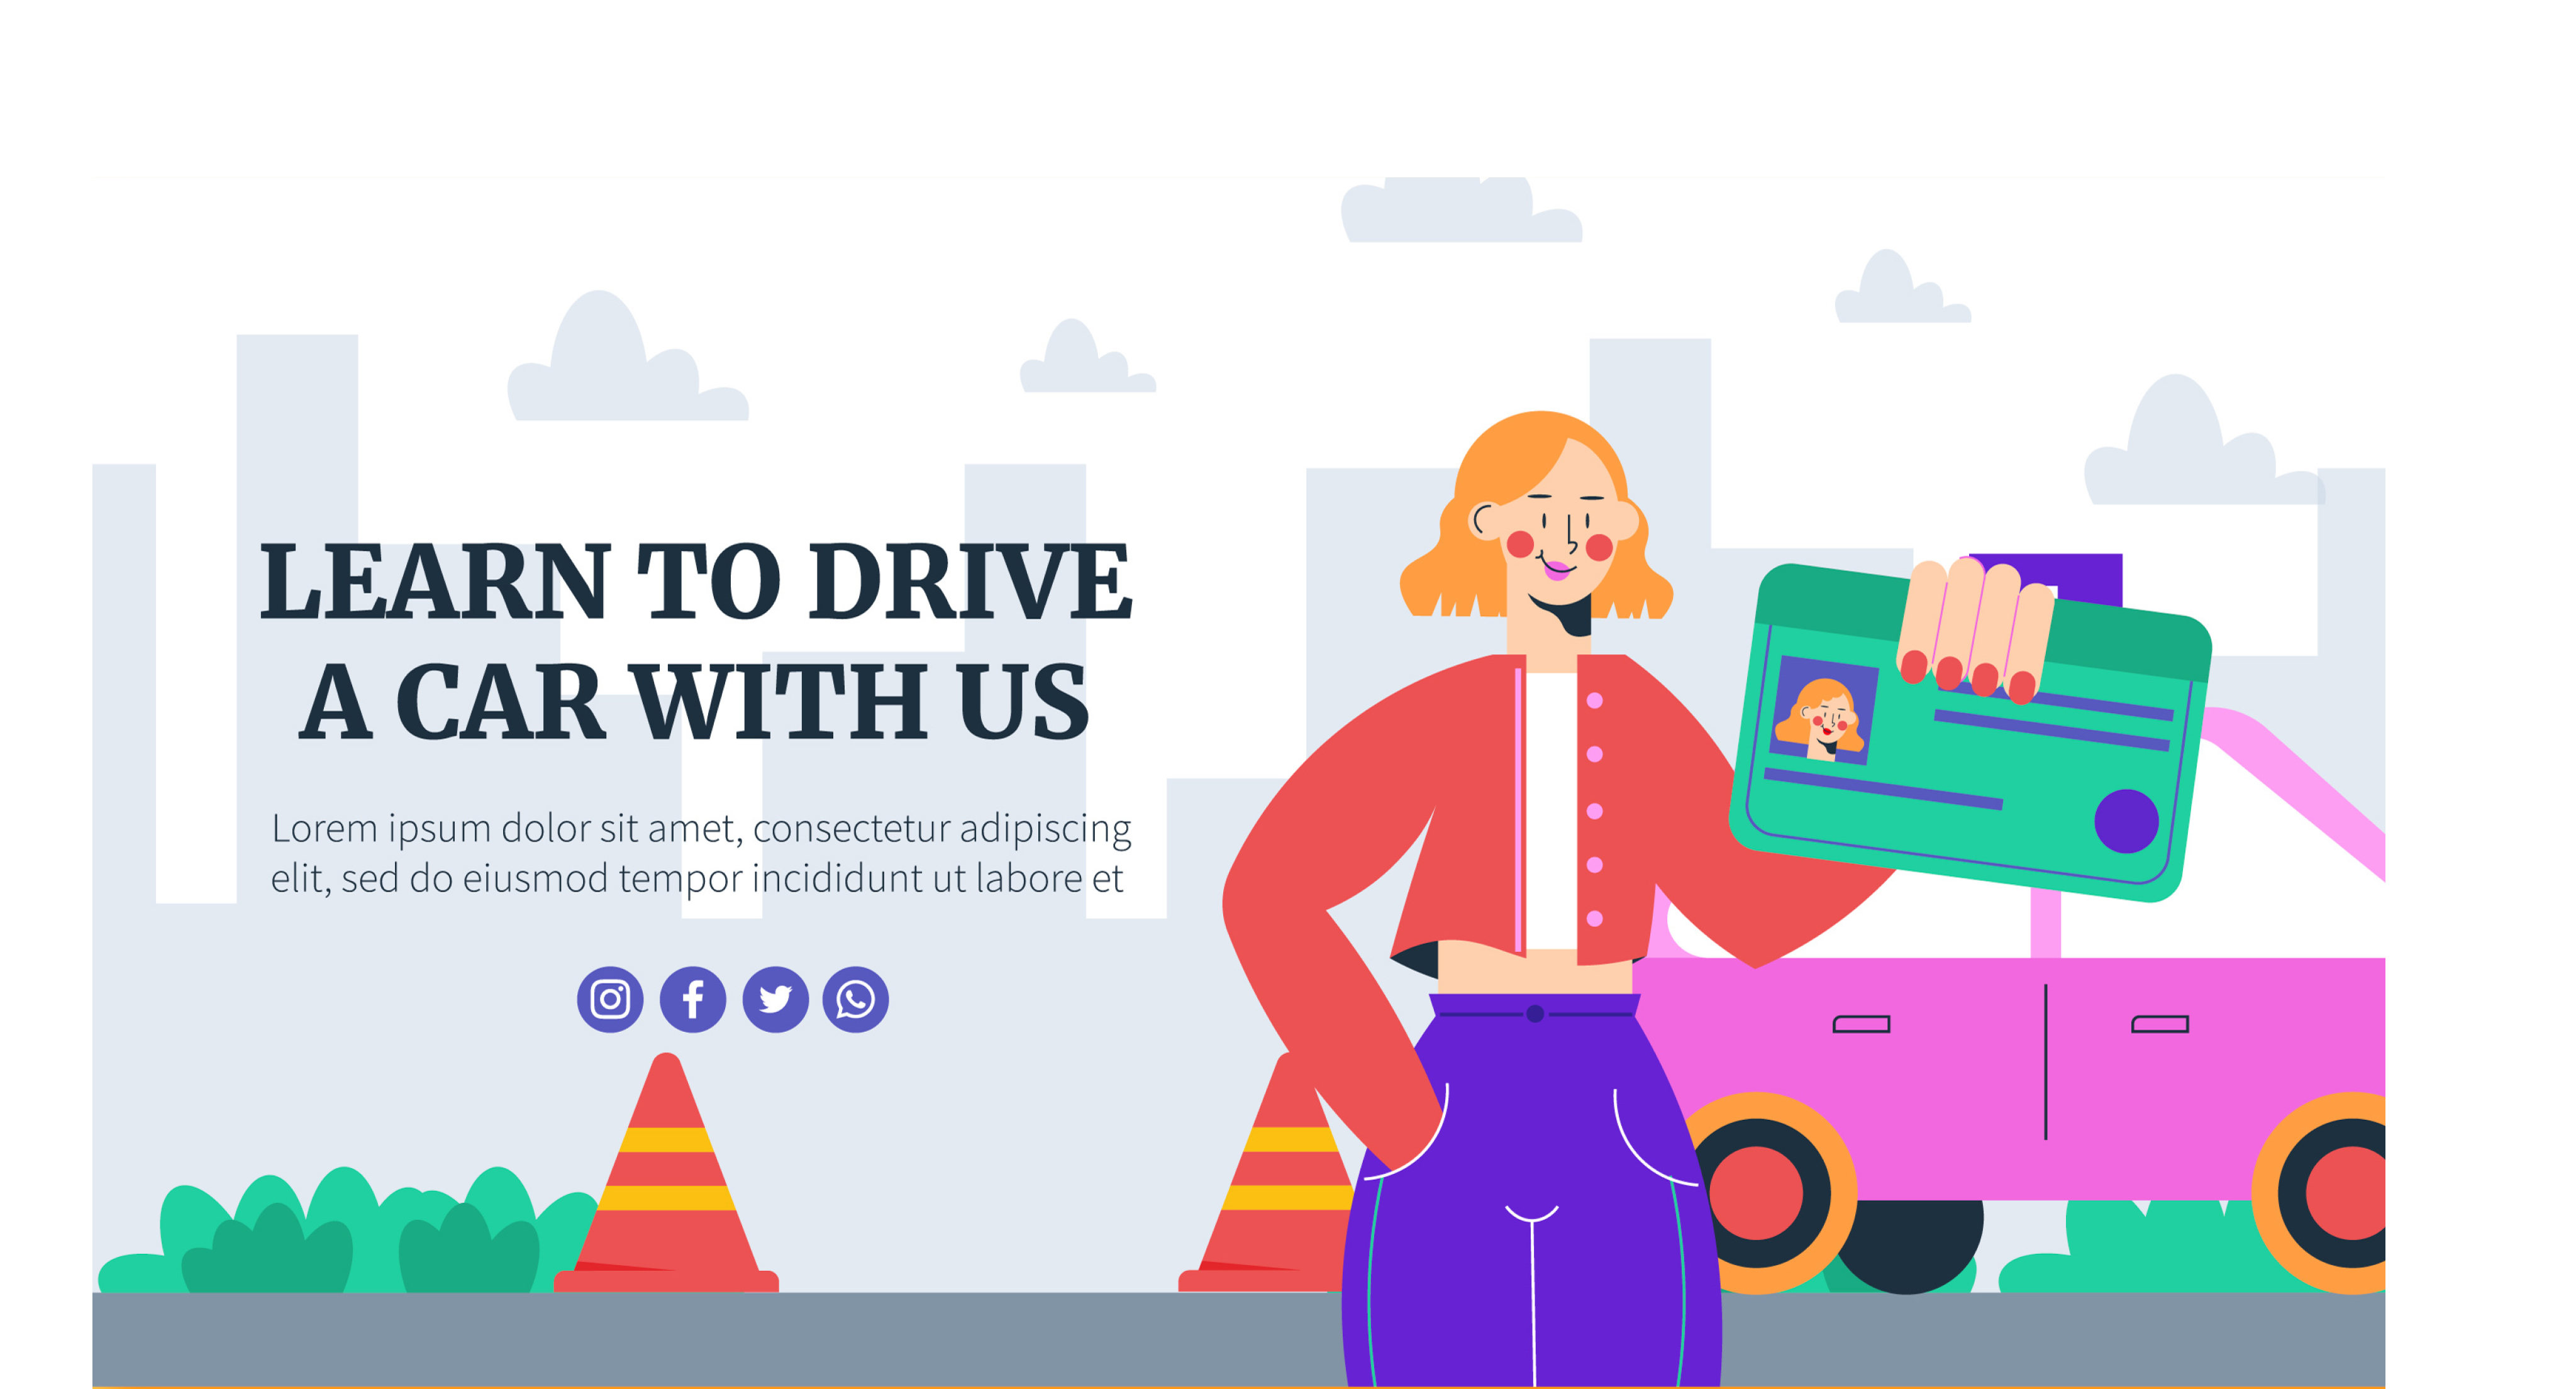 LEARN TO DRIVE
A CAR WITH US
Lorem ipsum dolor sit amet, consectetur adipiscing
elit, sed do eiusmod tempor incididunt ut labore et